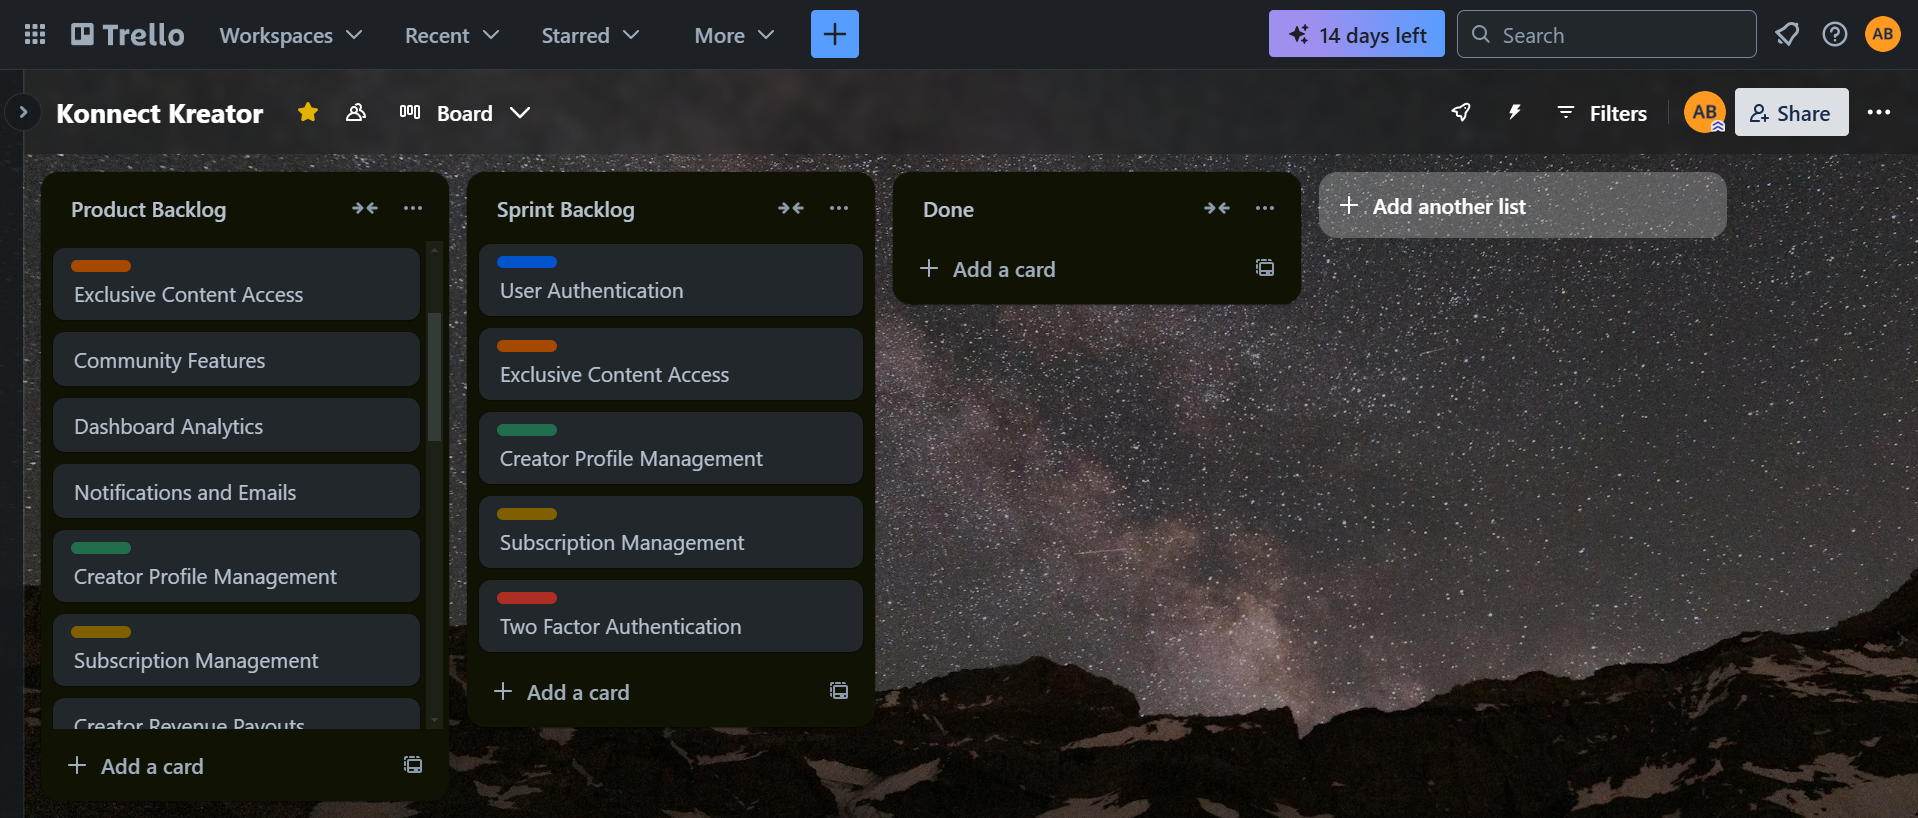 Trello
Workspaces
Recent
Starred
More
14 days left
Search
AB
Konnect Kreator
Board
Filters
AB
Share
Product Backlog
Exclusive Content Access
Community Features
Dashboard Analytics
Notifications and Emails
Creator Profile Management
Subscription Management
Creator Revenue Payouts
Add a card
Sprint Backlog
User Authentication
Exclusive Content Access
Creator Profile Management
Subscription Management
Two Factor Authentication
Add a card
Done
Add a card
Add another list